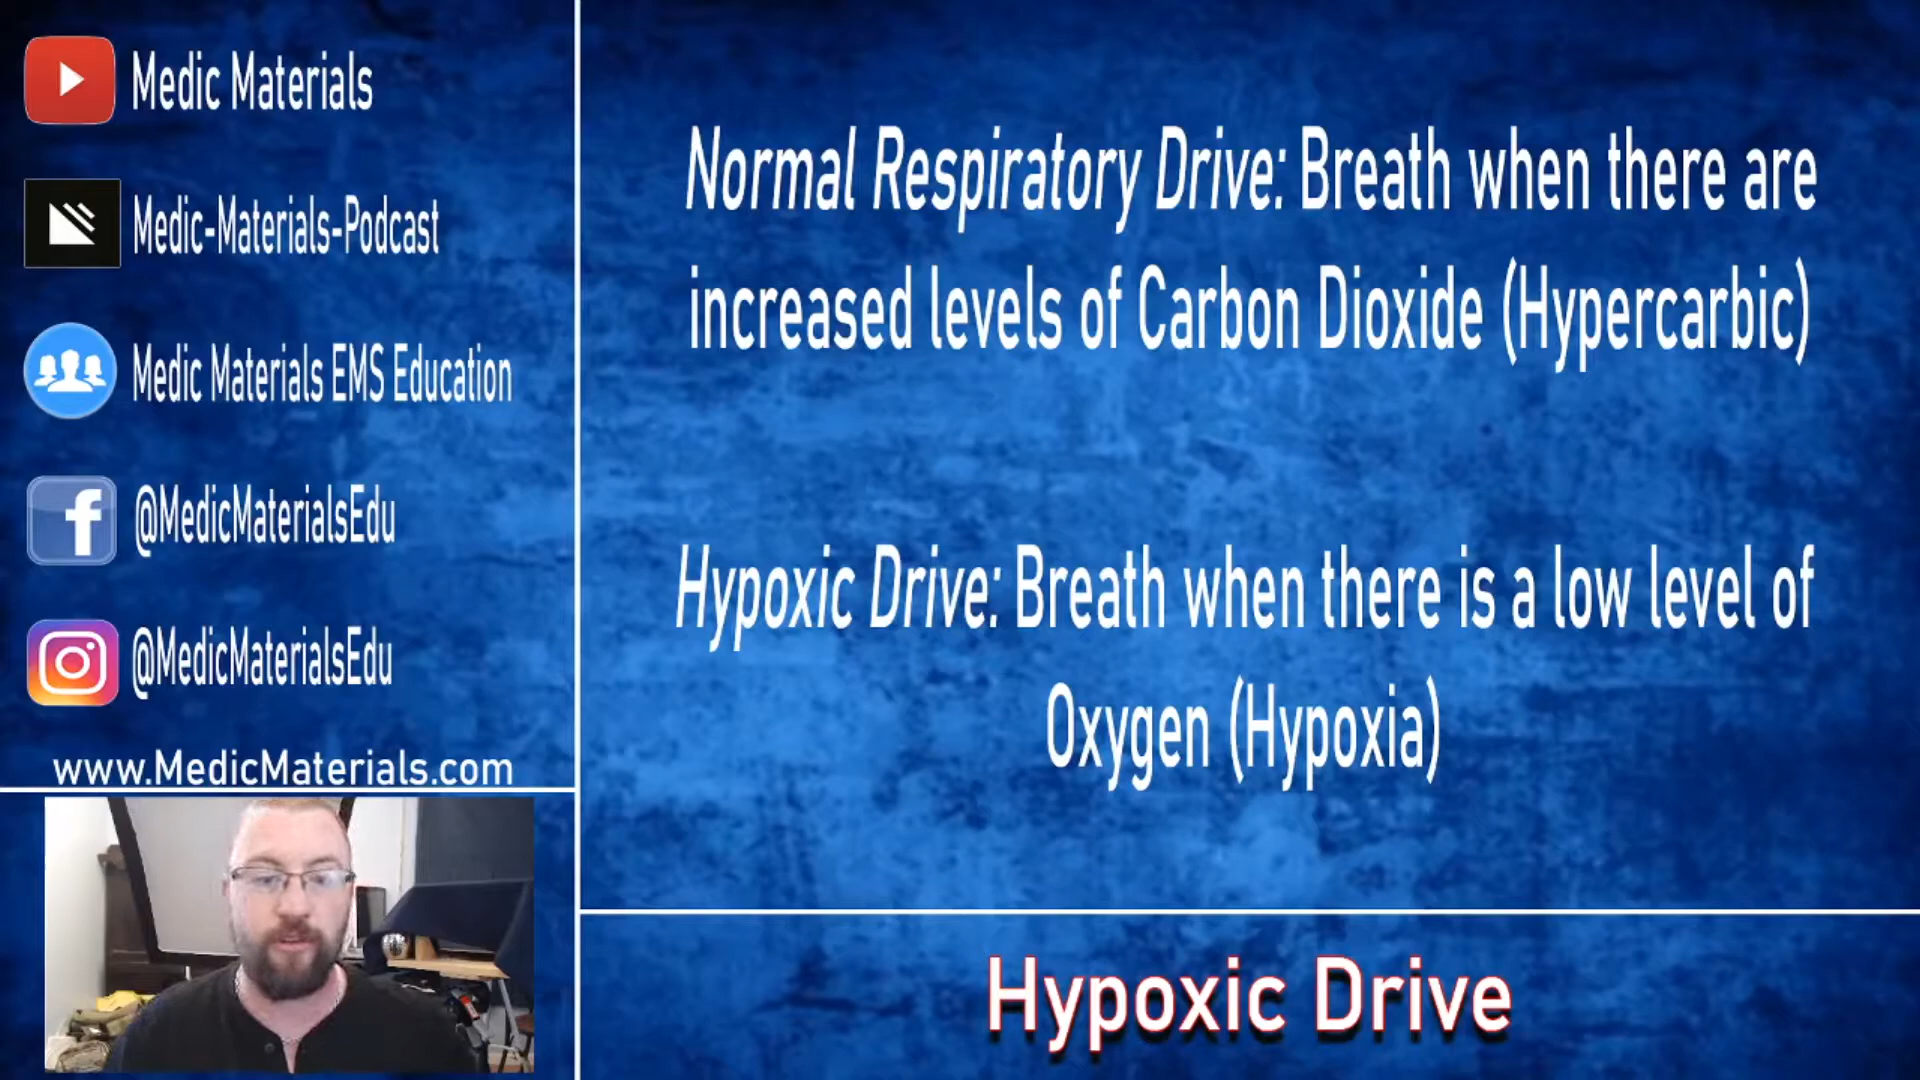 Medic Materials
Medic-Materials-Podcast
Medic Materials EMS Education
@MedicMaterialsEdu
@MedicMaterialsEdu
www.MedicMaterials.com
Normal Respiratory Drive: Breath when there are
increased levels of Carbon Dioxide (Hypercarbic)
Hypoxic Drive: Breath when there is a low level of
Oxygen (Hypoxia)
Hypoxic Drive